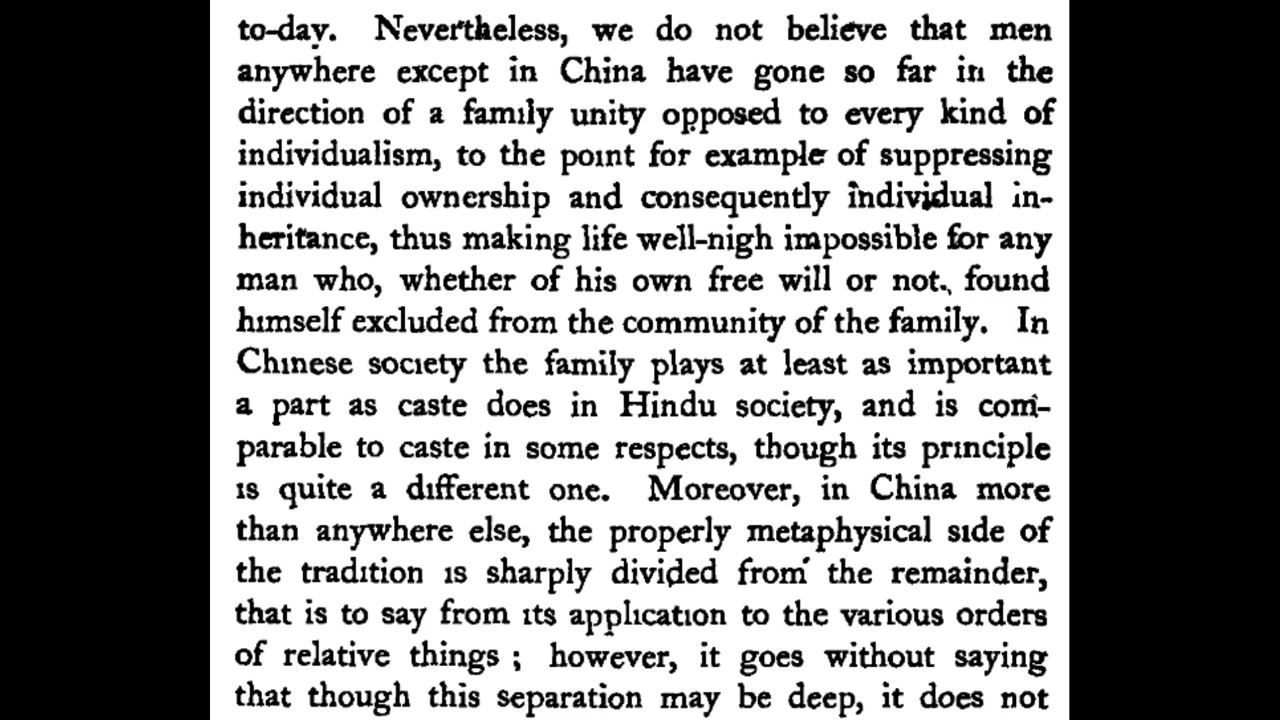 to-day. Nevertheless, we do not believe that men
anywhere except in China have gone so far in the
direction of a family unity opposed to every kind of
individualism, to the point for example of suppressing
individual ownership and consequently individual in-
heritance, thus making life well-nigh impossible for any
man who, whether of his own free will or not., found
himself excluded from the community of the family. In
Chinese society the family plays at least as important
a part as caste does in Hindu society, and is com-
parable to caste in some respects, though its principle
is quite a different one. Moreover, in China more
than anywhere else, the properly metaphysical side of
the tradition is sharply divided from the remainder,
that is to say from its application to the various orders
of relative things ; however, it goes without saying
that though this separation may be deep, it does not